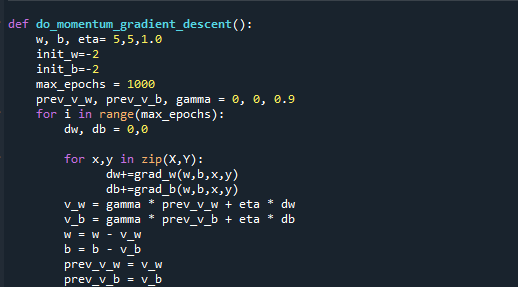 def do_momentum_gradient_descent():
    w, b, eta= 5,5,1.0
    init_w=-2
    init_b=-2
    max_epochs = 1000
    prev_v_w, prev_v_b, gamma = 0, 0, 0.9
    for i in range(max_epochs):
        dw, db = 0,0

        for x,y in zip(X,Y):
              dw+=grad_w(w,b,x,y)
              db+=grad_b(w,b,x,y)
        v_w = gamma * prev_v_w + eta * dw
        v_b = gamma * prev_v_b + eta * db
        w = w - v_w
        b = b - v_b
        prev_v_w = v_w
        prev_v_b = v_b